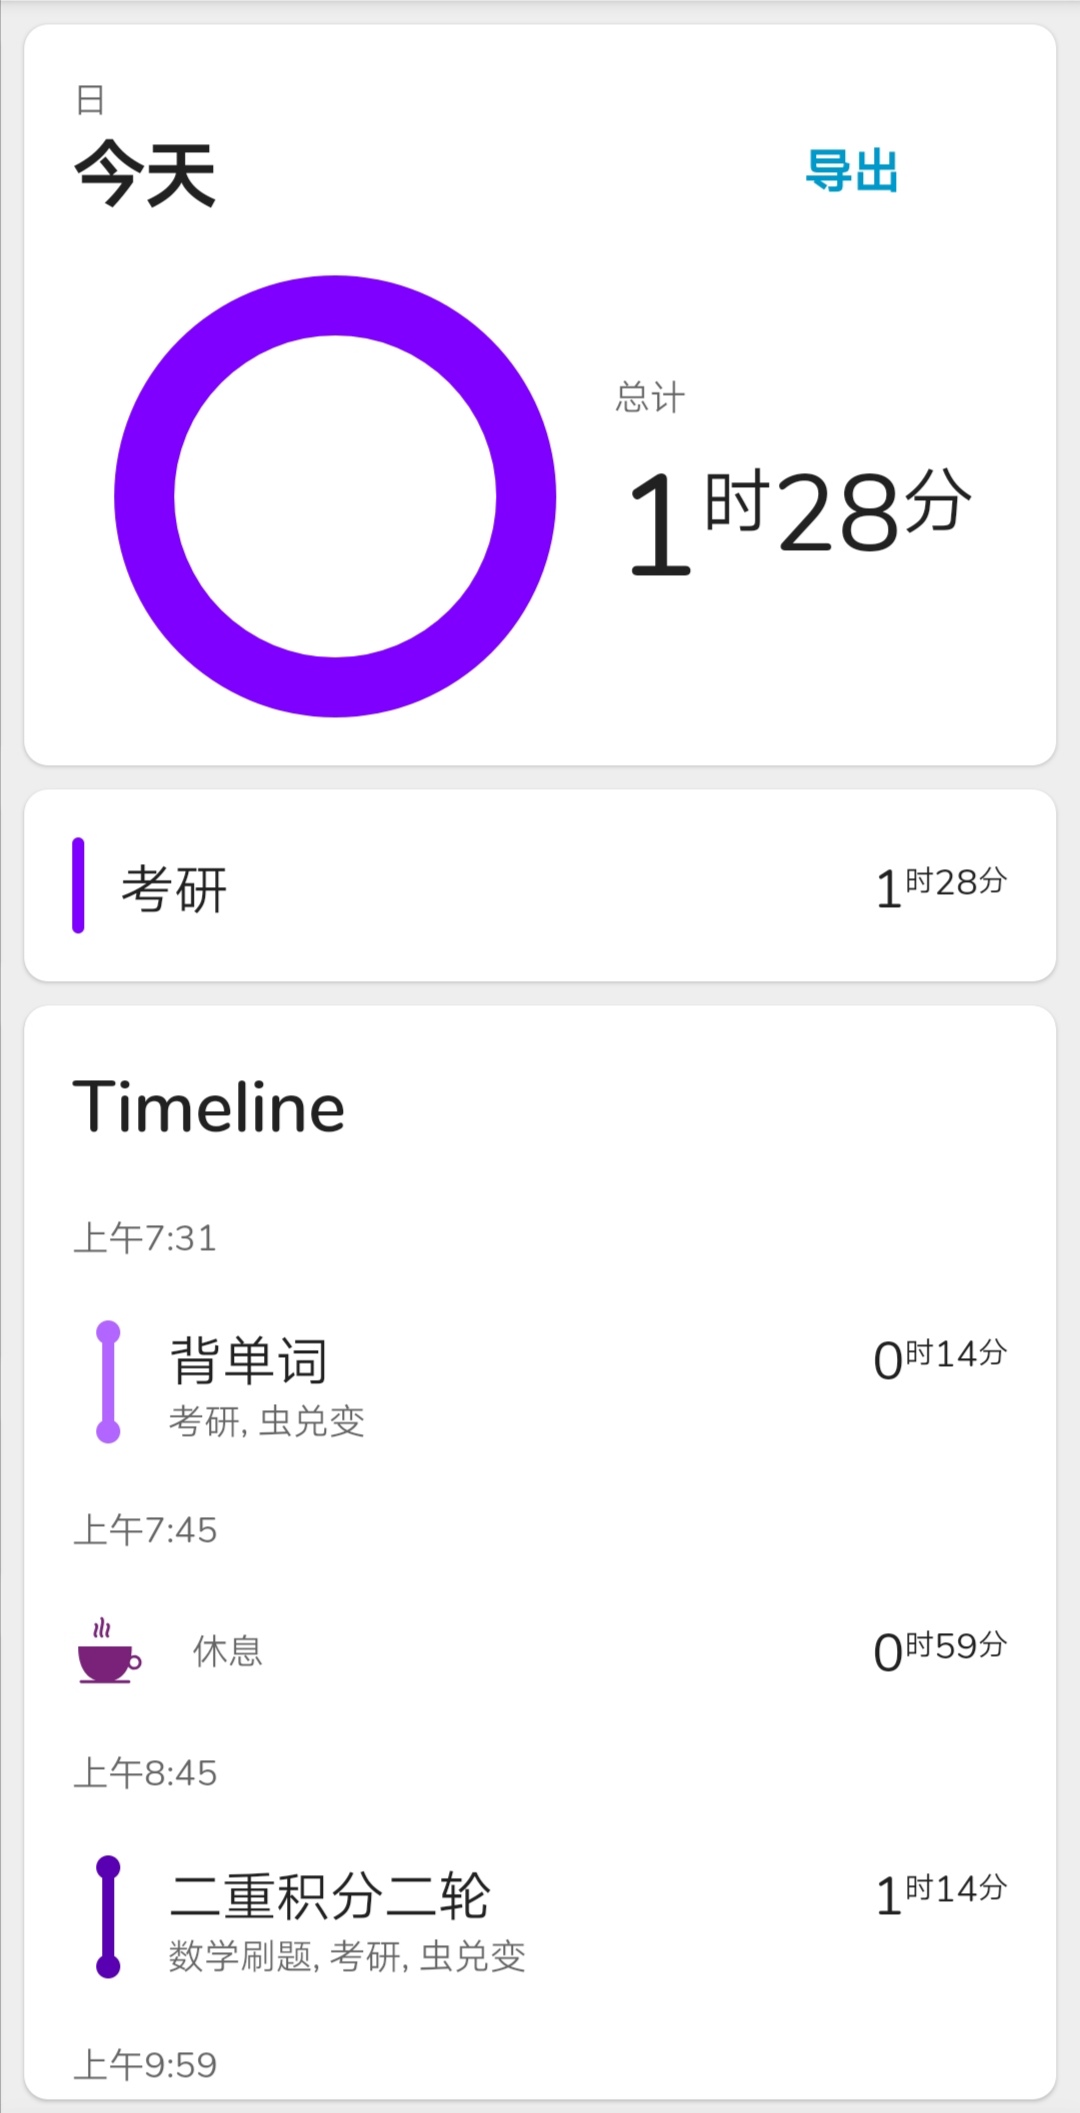 日
今天
导出
总计
1时28分
考研
1时28分
Timeline
上午7:31
背单词
0时14分
考研, 虫兑变
上午7:45
休息
0时59分
上午8:45
二重积分二轮
1时14分
数学刷题, 考研, 虫兑变
上午9:59